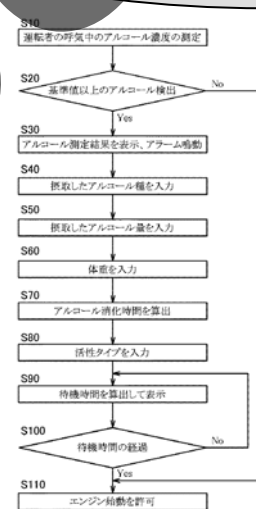 S10
運転者の呼気中のアルコール濃度の測定
S20
基準値以上のアルコール検出
No
Yes
S30
アルコール測定結果を表示、アラーム鳴動
S40
摂取したアルコール種を入力
S50
摂取したアルコール量を入力
S60
体重を入力
S70
アルコール消化時間を算出
S80
活性タイプを入力
S90
待機時間を算出して表示
S100
待機時間の経過
No
Yes
S110
エンジン始動を許可